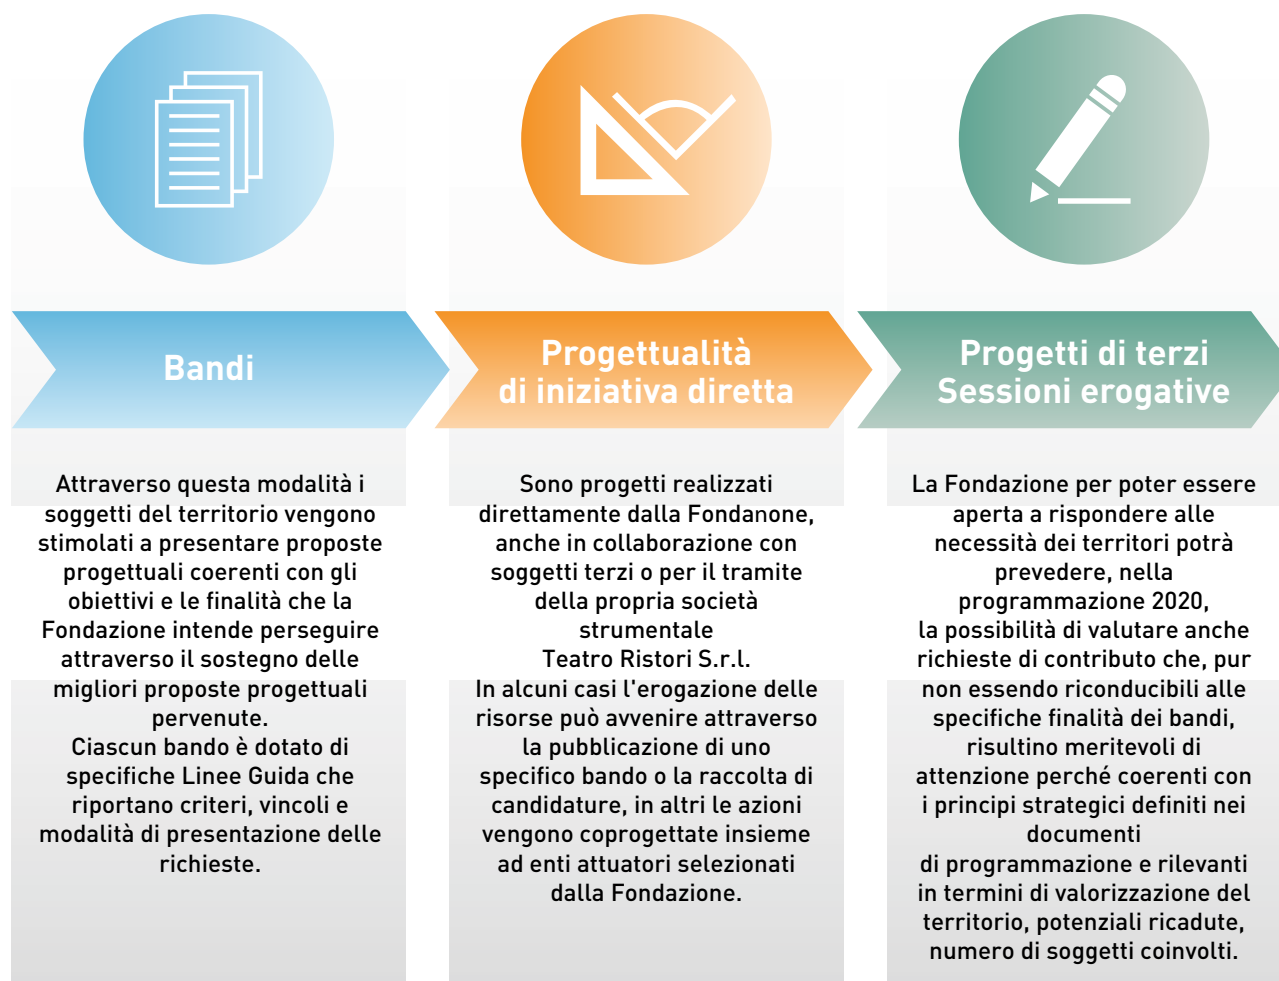 Bandi
Attraverso questa modalità i
soggetti del territorio vengono
stimolati a presentare proposte
progettuali coerenti con gli
obiettivi e le finalità che la
Fondazione intende perseguire
attraverso il sostegno delle
migliori proposte progettuali
pervenute.
Ciascun bando è dotato di
specifiche Linee Guida che
riportano criteri, vincoli e
modalità di presentazione delle
richieste.
Progettualità
di iniziativa diretta
Sono progetti realizzati
direttamente dalla Fondanone,
anche in collaborazione con
soggetti terzi o per il tramite
della propria società
strumentale
Teatro Ristori S.r.l.
In alcuni casi l'erogazione delle
risorse può avvenire attraverso
la pubblicazione di uno
specifico bando o la raccolta di
candidature, in altri le azioni
vengono coprogettate insieme
ad enti attuatori selezionati
dalla Fondazione.
Progetti di terzi
Sessioni erogative
La Fondazione per poter essere
aperta a rispondere alle
necessità dei territori potrà
prevedere, nella
programmazione 2020,
la possibilità di valutare anche
richieste di contributo che, pur
non essendo riconducibili alle
specifiche finalità dei bandi,
risultino meritevoli di
attenzione perché coerenti con
i principi strategici definiti nei
documenti
di programmazione e rilevanti
in termini di valorizzazione del
territorio, potenziali ricadute,
numero di soggetti coinvolti.